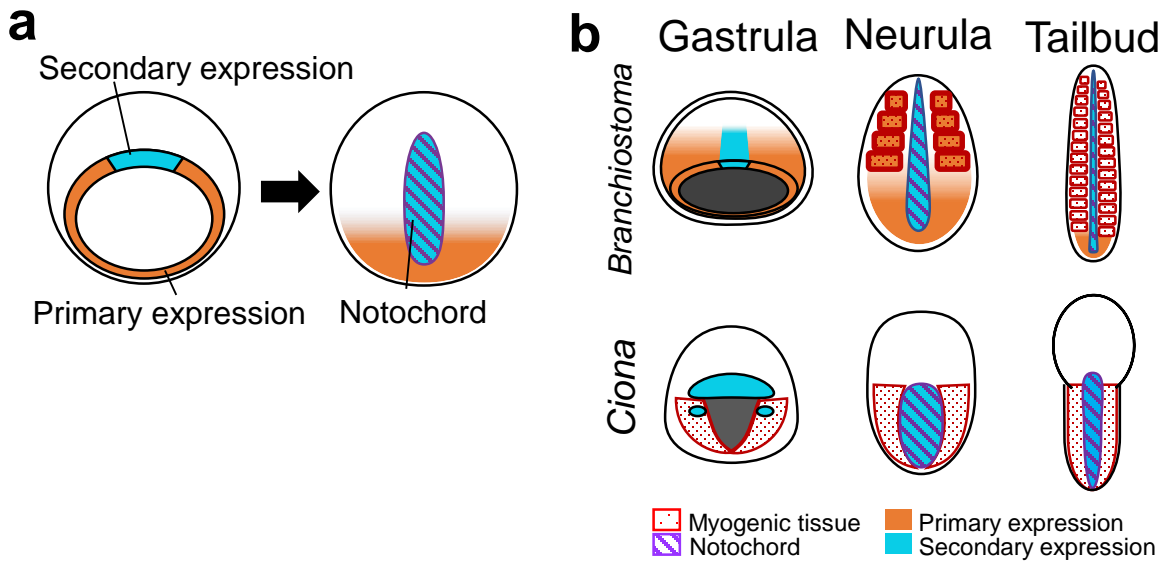 a
Secondary expression
Primary expression
Notochord
b
Gastrula
Neurula
Tailbud
Branchiostoma
Ciona
Myogenic tissue
Notochord
Primary expression
Secondary expression